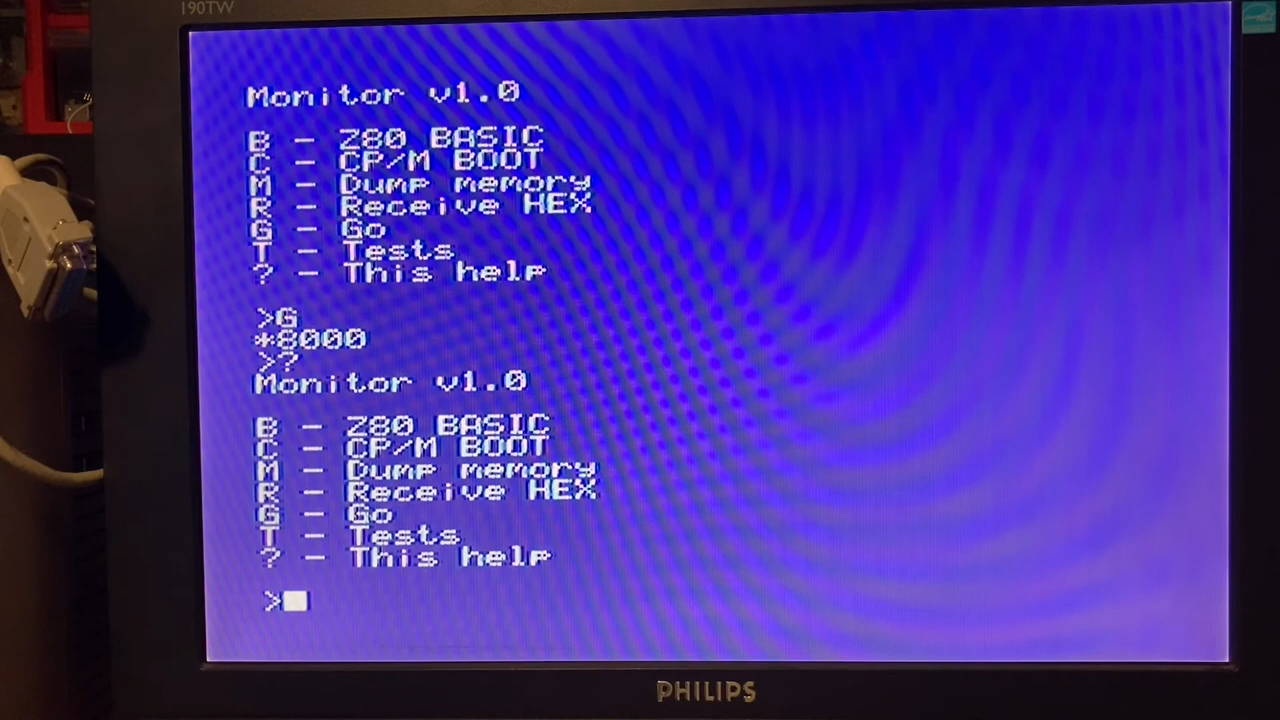 190TW
Monitor v1.0
B - Z80 BASIC
C - CP/M BOOT
M - Dump memory
R - Receive HEX
G - Go
T - Tests
? - This help
>G
*8000
>?
Monitor v1.0
B - Z80 BASIC
C - CP/M BOOT
M - Dump memory
R - Receive HEX
G - Go
T - Tests
? - This help
>
PHILIPS